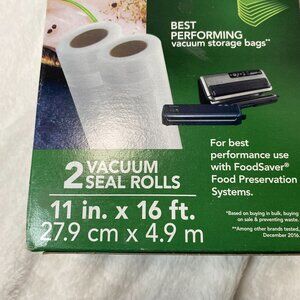 BEST
PERFORMING
vacuum storage bags**
2 VACUUM
SEAL ROLLS
11 in. x 16 ft.
27.9 cm x 4.9 m
For best
performance use
with FoodSaver®
Food Preservation
Systems.
*Based on buying in bulk, buying
on sale & preventing waste.
**Among other brands tested,
December 2016.